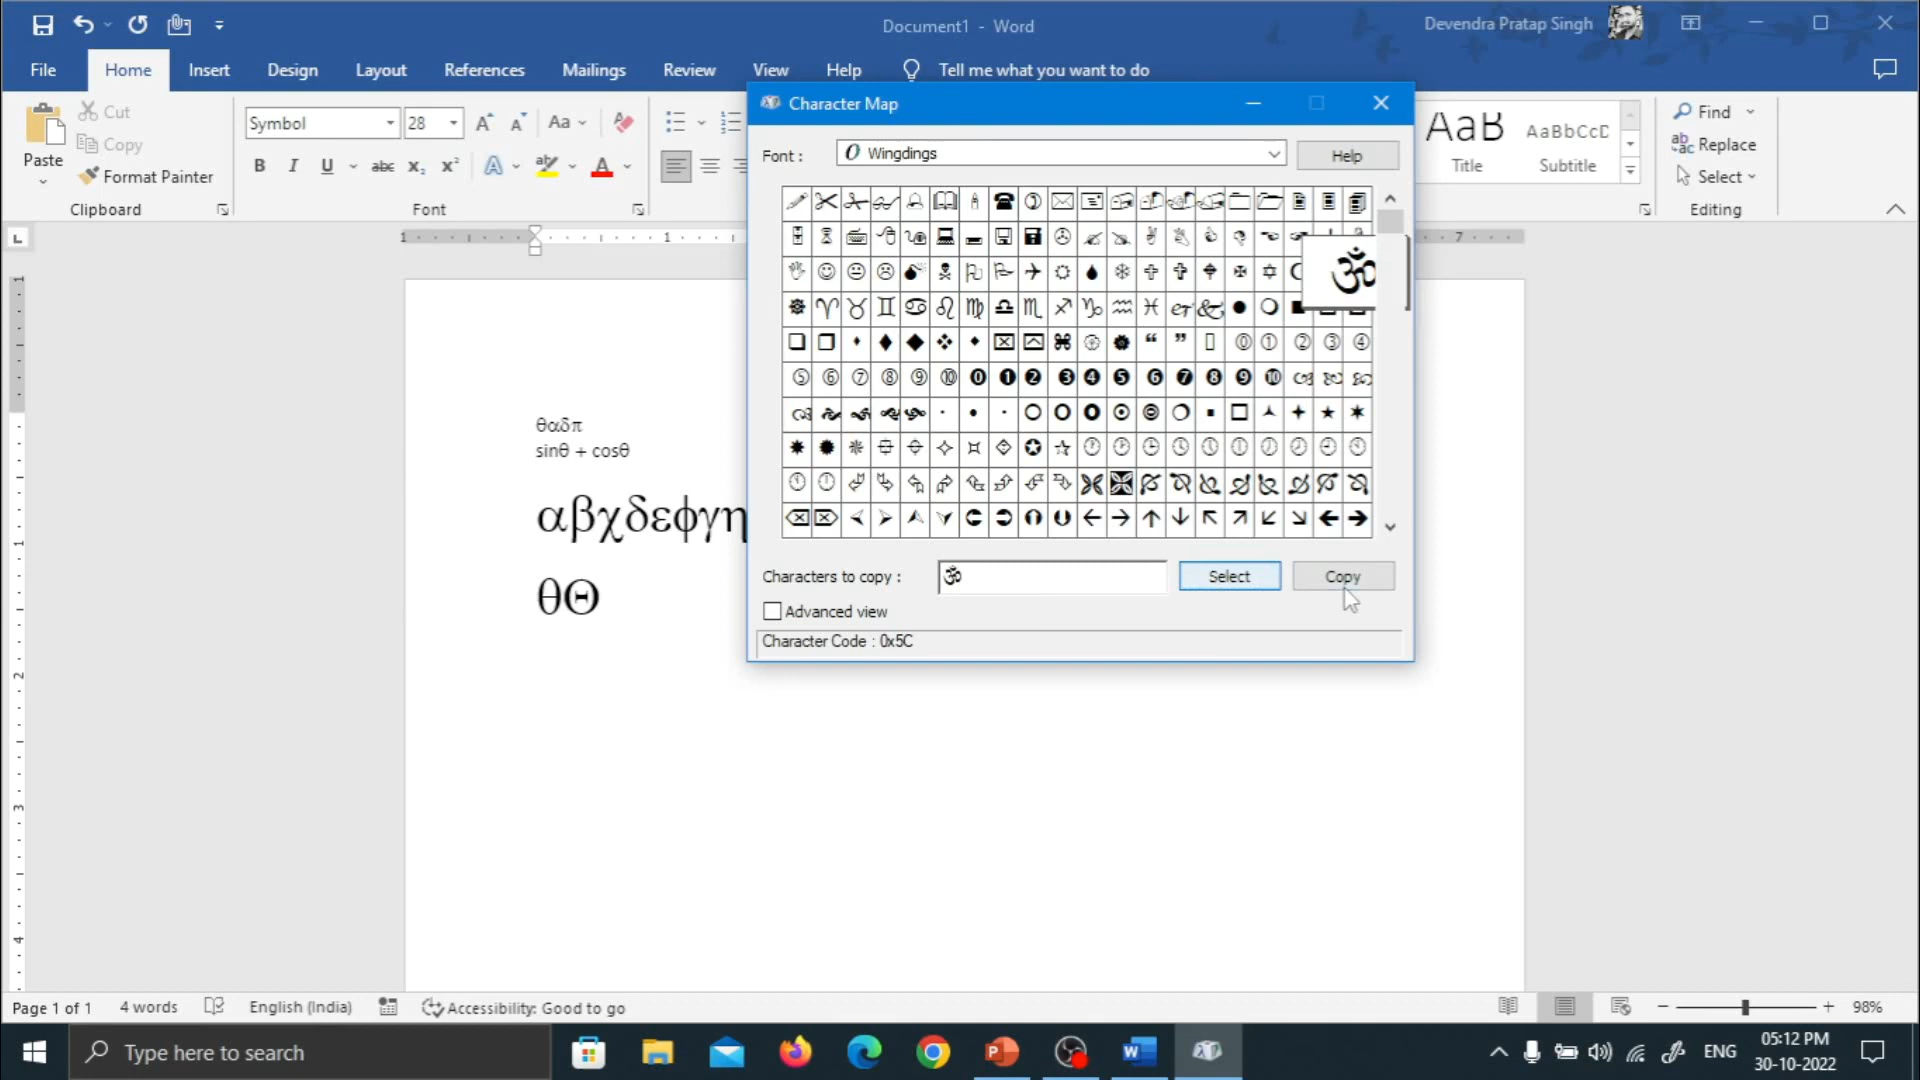 Document1 - Word
Devendra Pratap Singh
File Home Insert Design Layout References Mailings Review View Help Tell me what you want to do
Paste
Cut
Copy
Format Painter
Clipboard
Symbol 28
Aa
B I U abc x₂ x² A A
Font
AaB AaBbCcD
Title Subtitle
Find
Replace
Select
Editing
Character Map
Font : Wingdings Help
ॐ
Characters to copy : ॐ Select Copy
Advanced view
Character Code : 0x5C
θαδπ
sinθ + cosθ
αβχδεφγη
θΘ
Page 1 of 1 4 words English (India) Accessibility: Good to go 98%
Type here to search
ENG
05:12 PM
30-10-2022